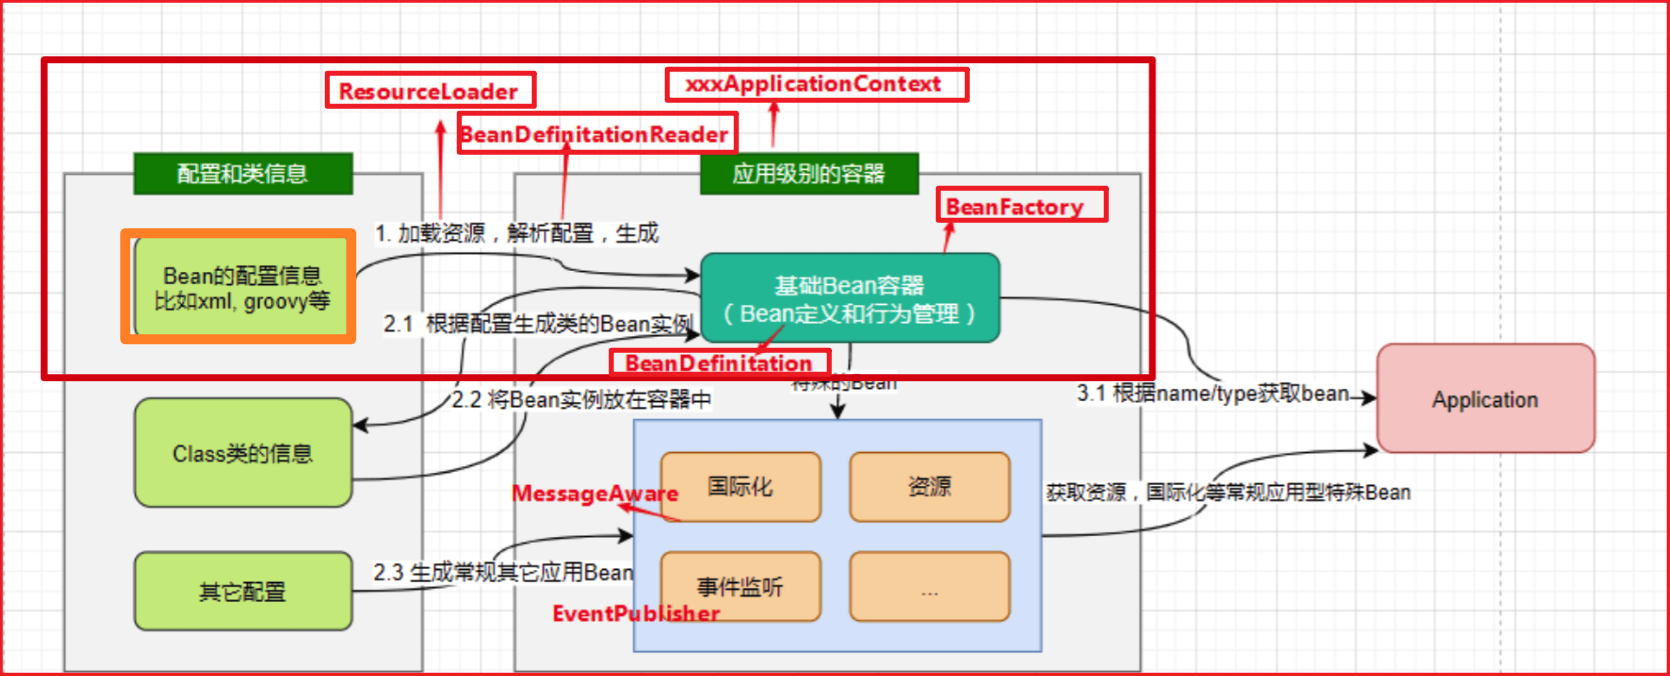 ResourceLoader
xxxApplicationContext
BeanDefinitationReader
配置和类信息
应用级别的容器
BeanFactory
1. 加载资源，解析配置，生成
Bean的配置信息
比如xml, groovy等
基础Bean容器
（Bean定义和行为管理）
2.1 根据配置生成类的Bean实例
BeanDefinitation
特殊的Bean
2.2 将Bean实例放在容器中
3.1 根据name/type获取bean
Application
Class类的信息
国际化
资源
MessageAware
获取资源，国际化等常规应用型特殊Bean
2.3 生成常规其它应用Bean
其它配置
事件监听
...
EventPublisher